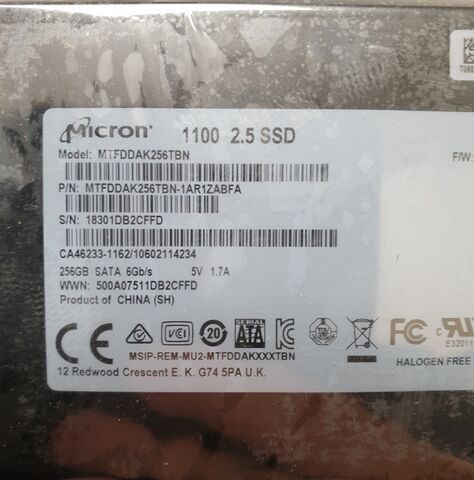 Micron® 1100 2.5 SSD
Model: MTFDDAK256TBN
F/W:
P/N: MTFDDAK256TBN-1AR1ZABFA
S/N: 18301DB2CFFD
CA46233-1162/10602114234
256GB SATA 6Gb/s 5V 1.7A
WWN: 500A07511DB2CFFD
Product of CHINA (SH)
CE VCI 20 SERIAL ATA FC c
E32011
MSIP-REM-MU2-MTFDDAKXXXTBN
HALOGEN FREE
12 Redwood Crescent E. K. G74 5PA U.K.